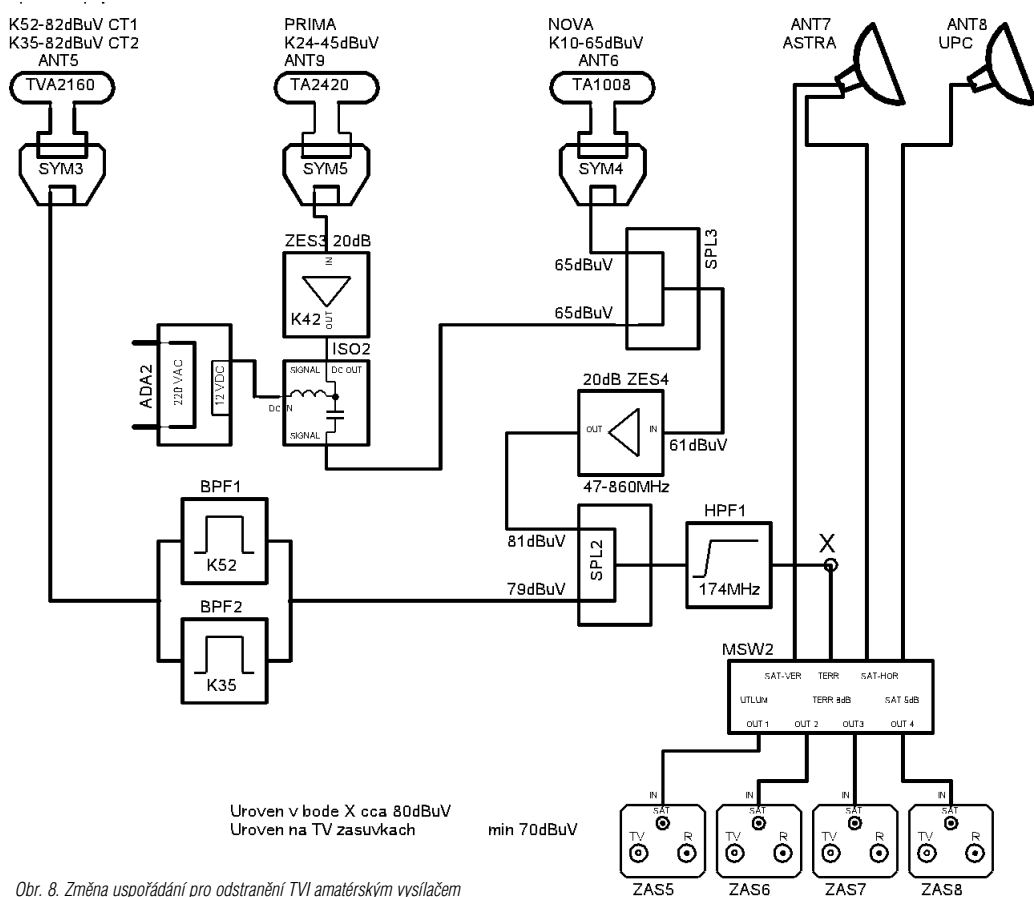 K52-82dBuV CT1
K35-82dBuV CT2
ANT5
TVA2160
SYM3
PRIMA
K24-45dBuV
ANT9
TA2420
SYM5
NOVA
K10-65dBuV
ANT6
TA1008
SYM4
ANT7
ASTRA
ANT8
UPC
ZES3 20dB
IN
K42
OUT
ISO2
SIGNAL
DC OUT
DC IN
SIGNAL
ADA2
220 VAC
12 VDC
65dBuV
65dBuV
SPL3
20dB ZES4
OUT
IN
61dBuV
47-860MHz
BPF1
K52
BPF2
K35
81dBuV
79dBuV
SPL2
HPF1
174MHz
X
MSW2
SAT-VER
TERR
SAT-HOR
UTLUM
TERR 8dB
SAT 5dB
OUT 1
OUT 2
OUT3
OUT 4
IN
SAT
TV
R
ZAS5
IN
SAT
TV
R
ZAS6
IN
SAT
TV
R
ZAS7
IN
SAT
TV
R
ZAS8
Uroven v bode X cca 80dBuV
Uroven na TV zasuvkach min 70dBuV
Obr. 8. Změna uspořádání pro odstranění TVI amatérským vysílačem